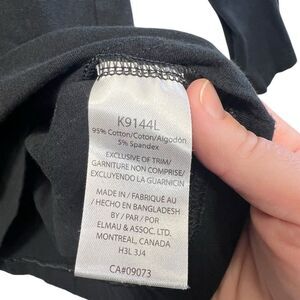 K9144L
95% Cotton/Coton/Algodón
5% Spandex
EXCLUSIVE OF TRIM/
GARNITURE NON COMPRISE/
EXCLUYENDO LA GUARNICIN
MADE IN / FABRIQUÉ AU
/ HECHO EN BANGLADESH
BY / PAR / POR
ELMAU & ASSOC. LTD.
MONTREAL, CANADA
H3L 3J4
CA#09073